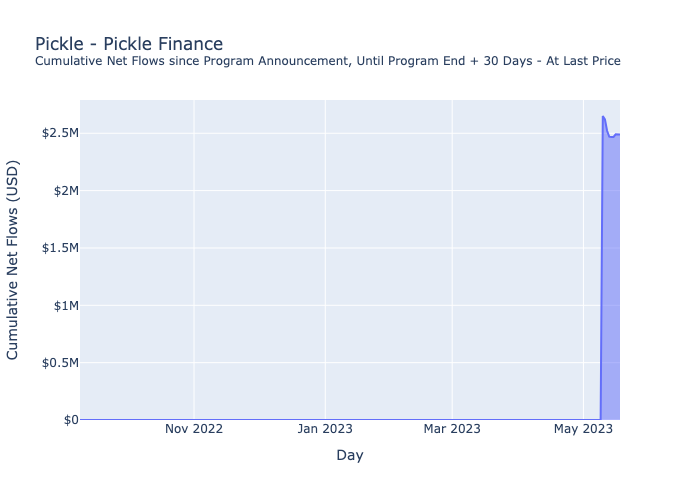 Pickle - Pickle Finance
Cumulative Net Flows since Program Announcement, Until Program End + 30 Days - At Last Price
Cumulative Net Flows (USD)
$2.5M
$2M
$1.5M
$1M
$0.5M
$0
Nov 2022
Jan 2023
Mar 2023
May 2023
Day